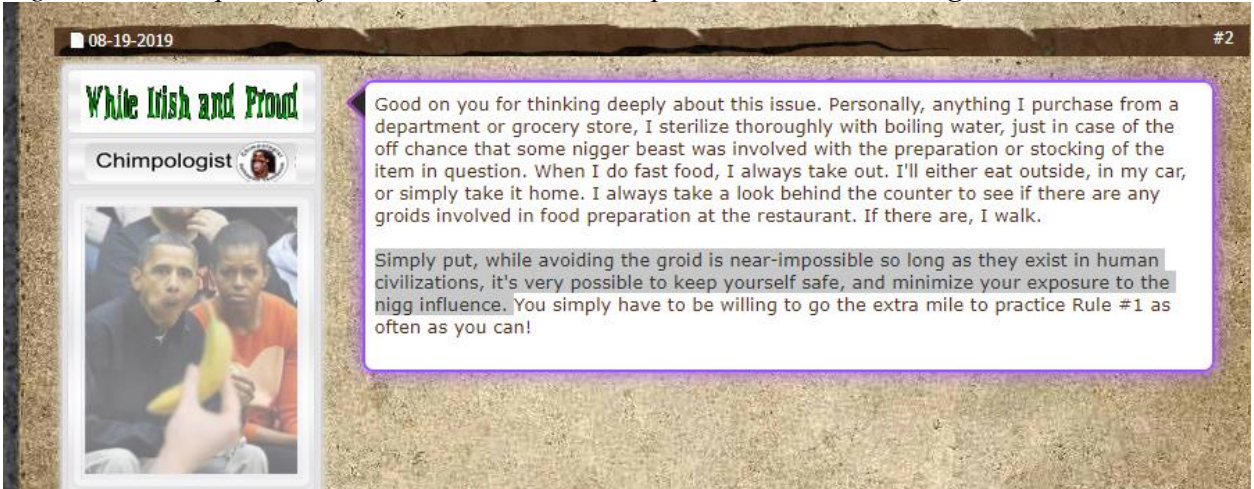 08-19-2019
#2
White Irish and Proud
Chimpologist
Good on you for thinking deeply about this issue. Personally, anything I purchase from a
department or grocery store, I sterilize thoroughly with boiling water, just in case of the
off chance that some nigger beast was involved with the preparation or stocking of the
item in question. When I do fast food, I always take out. I'll either eat outside, in my car,
or simply take it home. I always take a look behind the counter to see if there are any
groids involved in food preparation at the restaurant. If there are, I walk.
Simply put, while avoiding the groid is near-impossible so long as they exist in human
civilizations, it's very possible to keep yourself safe, and minimize your exposure to the
nigg influence. You simply have to be willing to go the extra mile to practice Rule #1 as
often as you can!